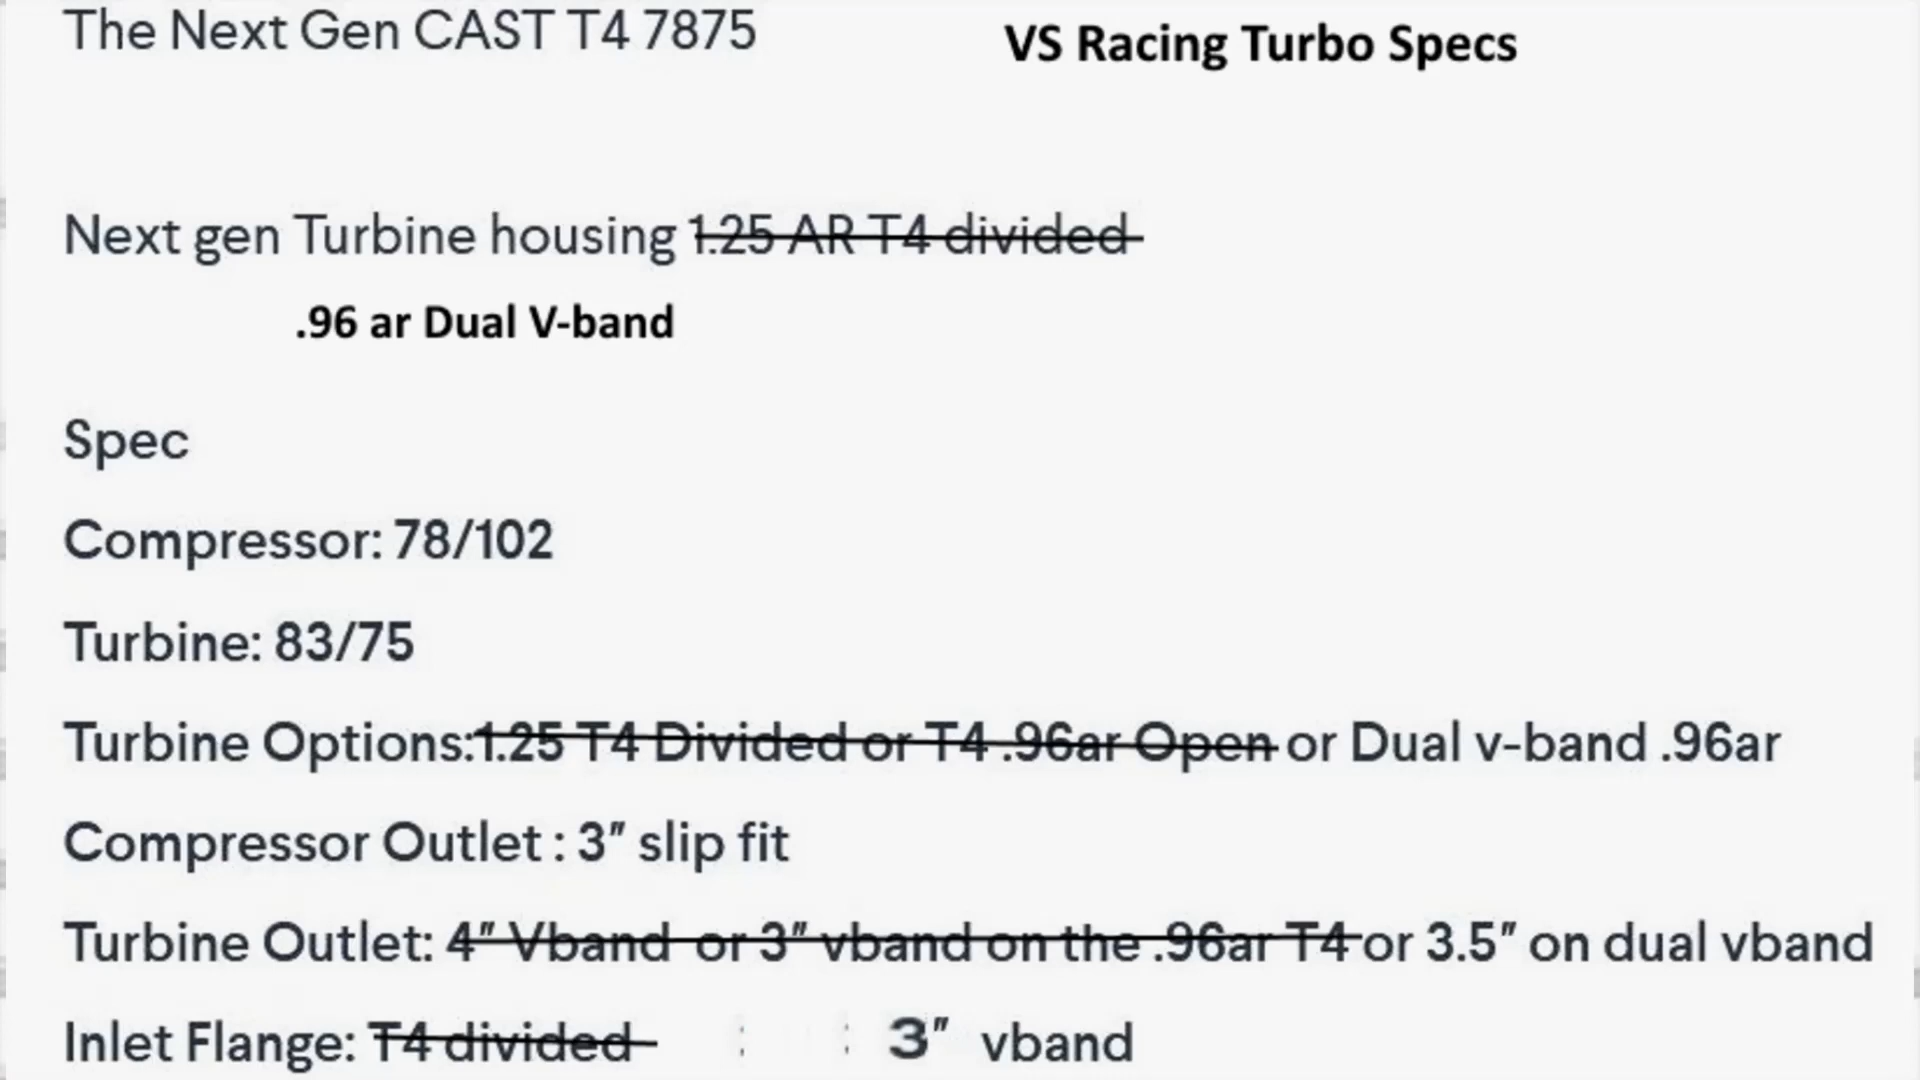 The Next Gen CAST T4 7875
VS Racing Turbo Specs
Next gen Turbine housing 1.25 AR T4 divided
.96 ar Dual V-band
Spec
Compressor: 78/102
Turbine: 83/75
Turbine Options:1.25 T4 Divided or T4 .96ar Open or Dual v-band .96ar
Compressor Outlet : 3" slip fit
Turbine Outlet: 4" Vband or 3" vband on the .96ar T4 or 3.5" on dual vband
Inlet Flange: T4 divided 3" vband